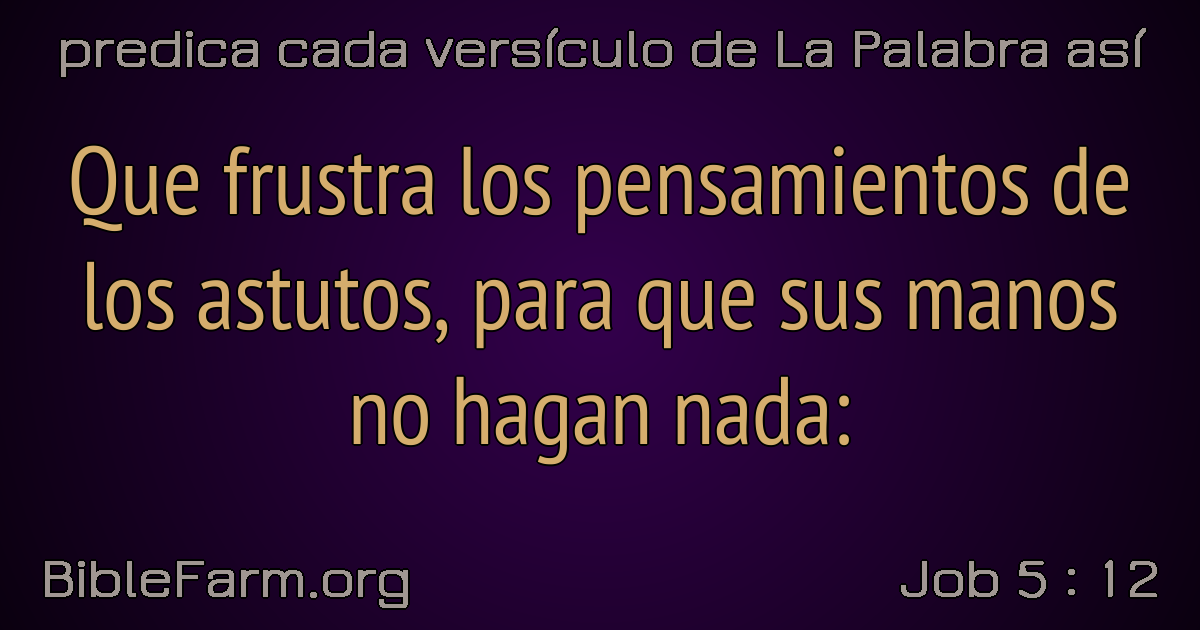 predica cada versículo de La Palabra así
Que frustra los pensamientos de
los astutos, para que sus manos
no hagan nada:
BibleFarm.org
Job 5 : 12